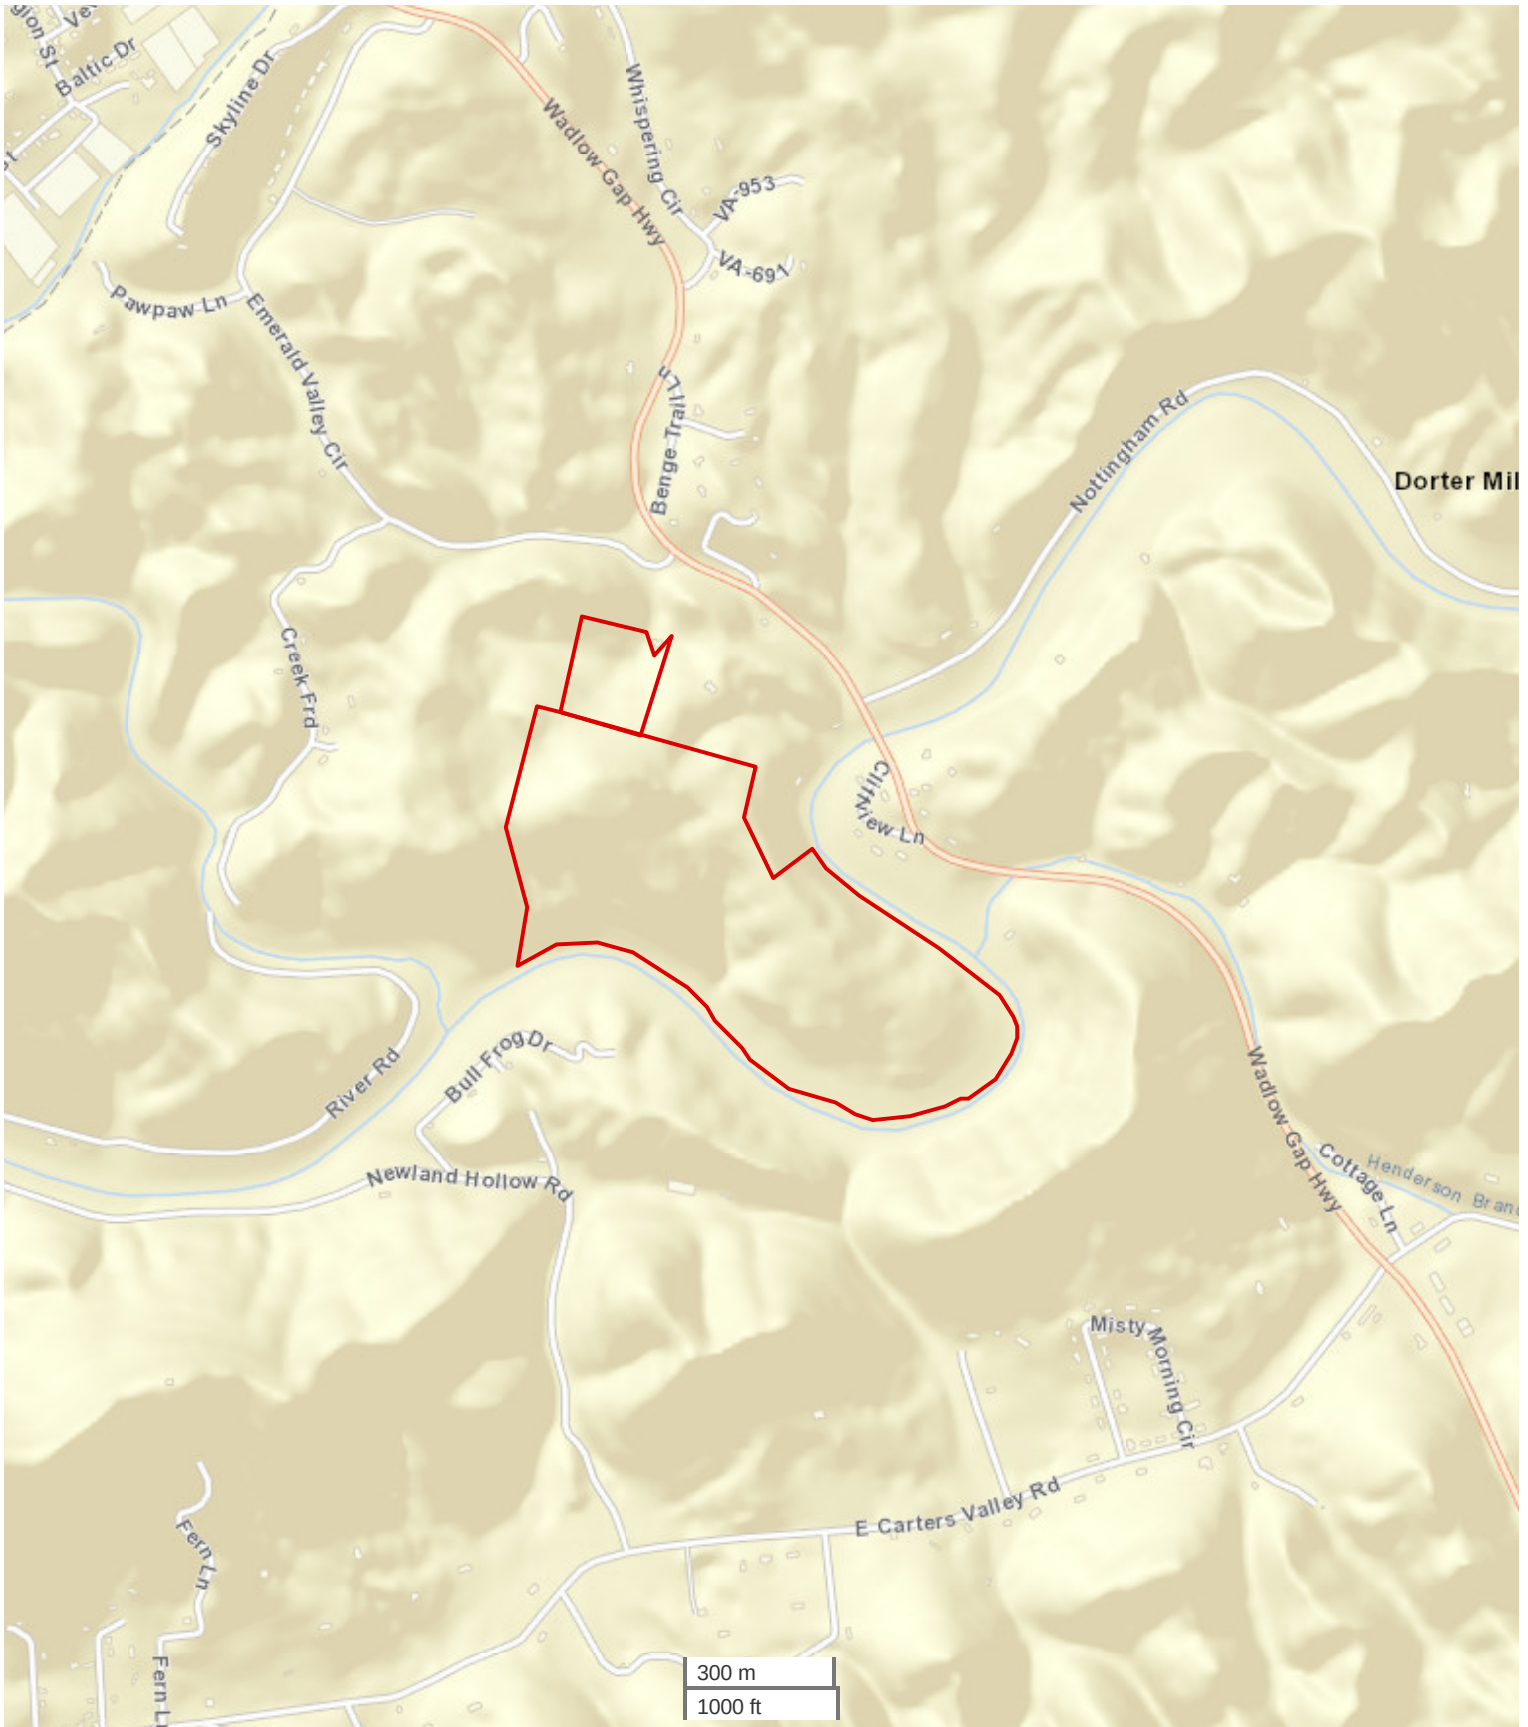 Baltic Dr
Skyline Dr
Wadlow Gap Hwy
Whispering Cir
VA-953
VA-691
Pawpaw Ln
Emerald Valley Cir
Benge Trail Ln
Nottingham Rd
Dorter Mil
Creek Frd
Cliffview Ln
River Rd
Bull Frog Dr
Newland Hollow Rd
Wadlow Gap Hwy
Cottage Ln
Henderson Branc
Misty Morning Cir
E Carters Valley Rd
Fern Ln
Fern L
300 m
1000 ft